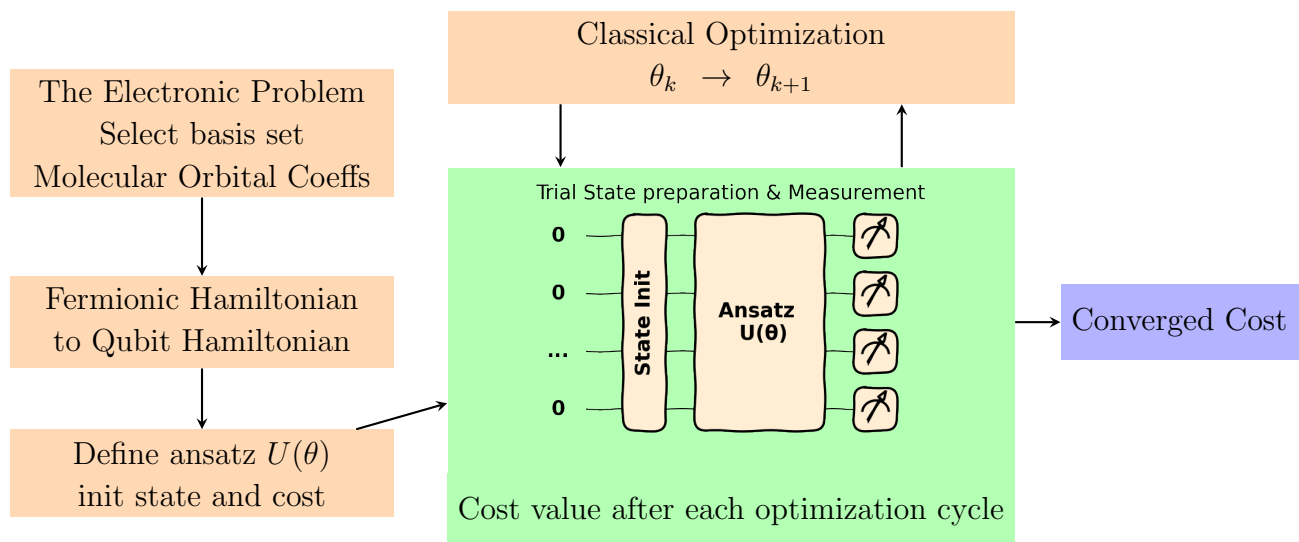 The Electronic Problem
Select basis set
Molecular Orbital Coeffs
Fermionic Hamiltonian
to Qubit Hamiltonian
Define ansatz U(θ)
init state and cost
Classical Optimization
θ_k → θ_{k+1}
Trial State preparation & Measurement
0
0
...
0
State Init
Ansatz
U(θ)
Cost value after each optimization cycle
Converged Cost